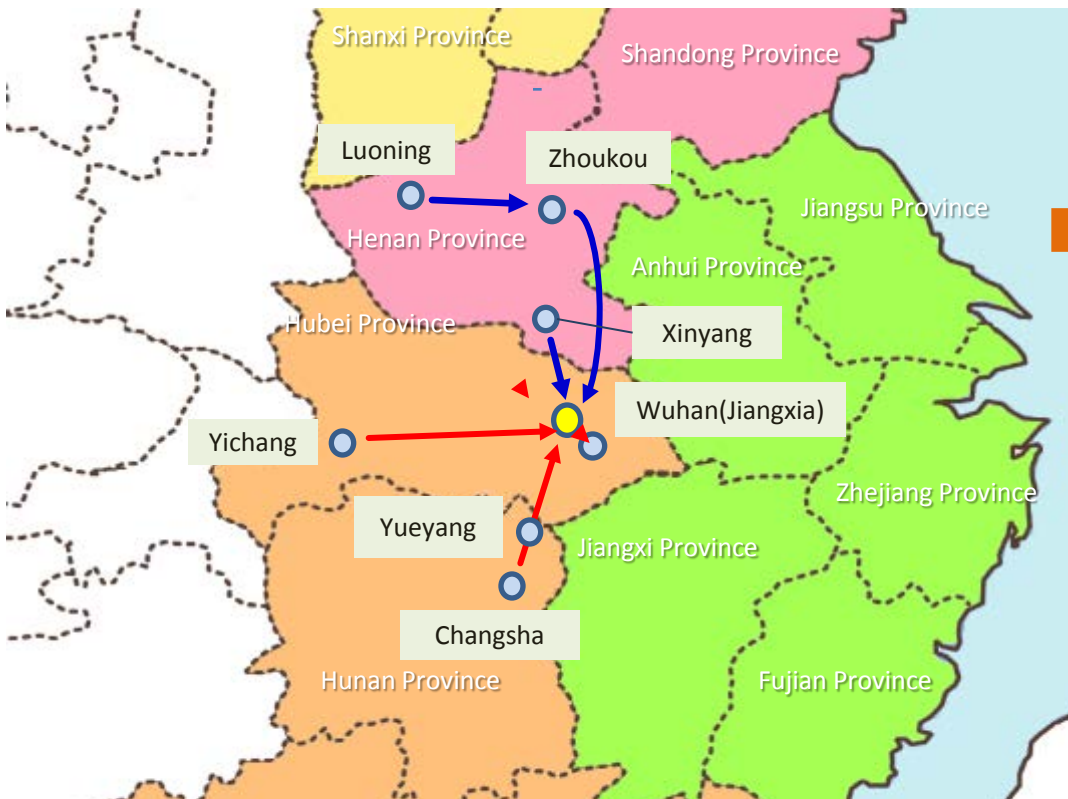 Shanxi Province
Shandong Province
Luoning
Zhoukou
Jiangsu Province
Henan Province
Anhui Province
Hubei Province
Xinyang
Wuhan(Jiangxia)
Yichang
Zhejiang Province
Yueyang
Jiangxi Province
Changsha
Hunan Province
Fujian Province